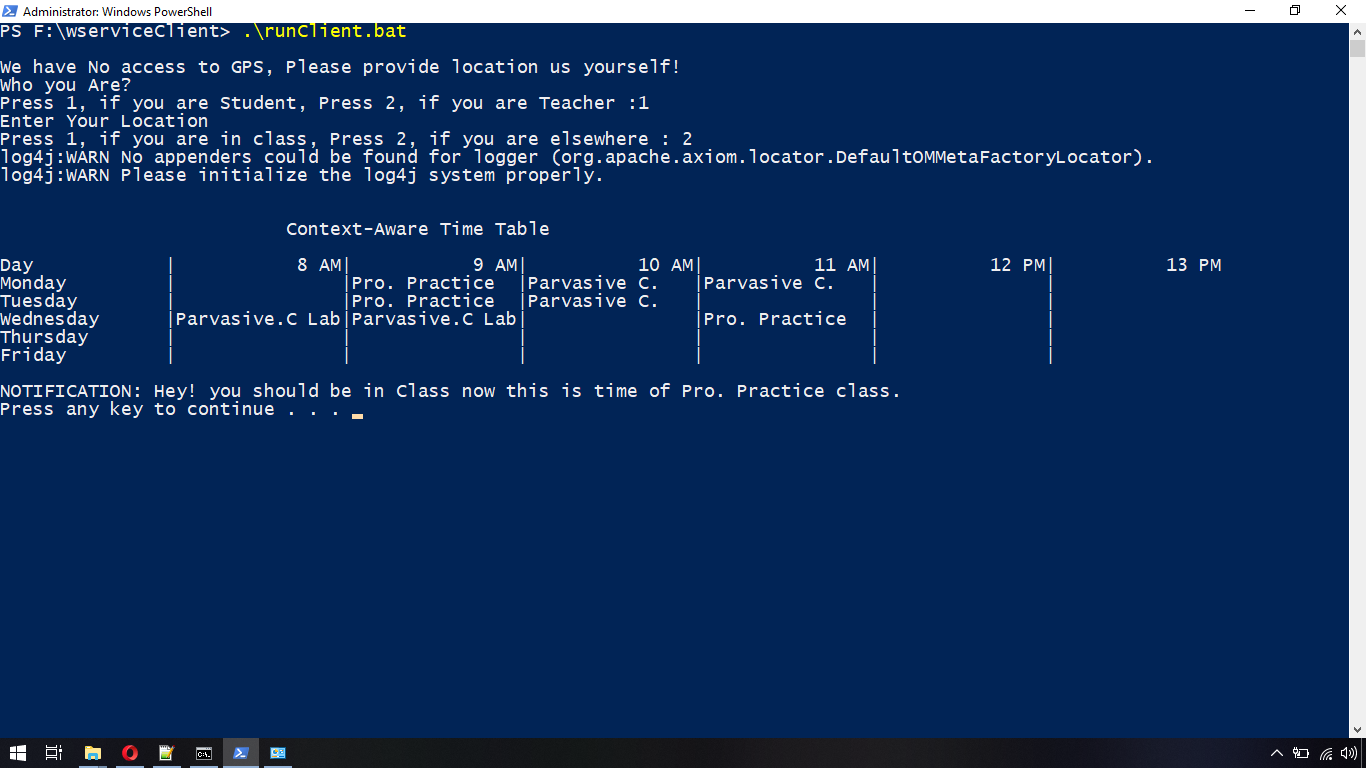 Administrator: Windows PowerShell
PS F:\wserviceClient> .\runClient.bat
We have No access to GPS, Please provide location us yourself!
Who you Are?
Press 1, if you are Student, Press 2, if you are Teacher :1
Enter Your Location
Press 1, if you are in class, Press 2, if you are elsewhere : 2
log4j:WARN No appenders could be found for logger (org.apache.axiom.locator.DefaultOMMetaFactoryLocator).
log4j:WARN Please initialize the log4j system properly.
Context-Aware Time Table
Day            |           8 AM|           9 AM|          10 AM|          11 AM|          12 PM|          13 PM
Monday         |               |Pro. Practice  |Parvasive C.   |Parvasive C.   |               |
Tuesday        |               |Pro. Practice  |Parvasive C.   |               |               |
Wednesday      |Parvasive.C Lab|Parvasive.C Lab|               |Pro. Practice  |               |
Thursday       |               |               |               |               |               |
Friday         |               |               |               |               |               |
NOTIFICATION: Hey! you should be in Class now this is time of Pro. Practice class.
Press any key to continue . . .